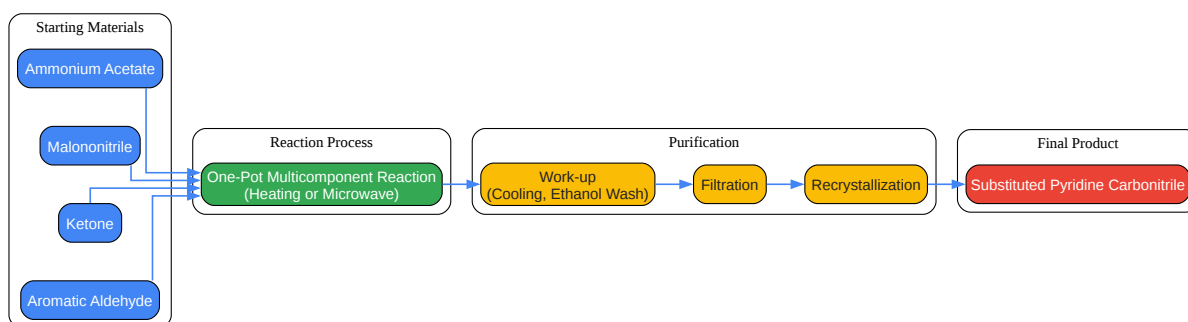 Starting Materials
Ammonium Acetate
Malononitrile
Ketone
Aromatic Aldehyde
Reaction Process
One-Pot Multicomponent Reaction
(Heating or Microwave)
Purification
Work-up
(Cooling, Ethanol Wash)
Filtration
Recrystallization
Final Product
Substituted Pyridine Carbonitrile